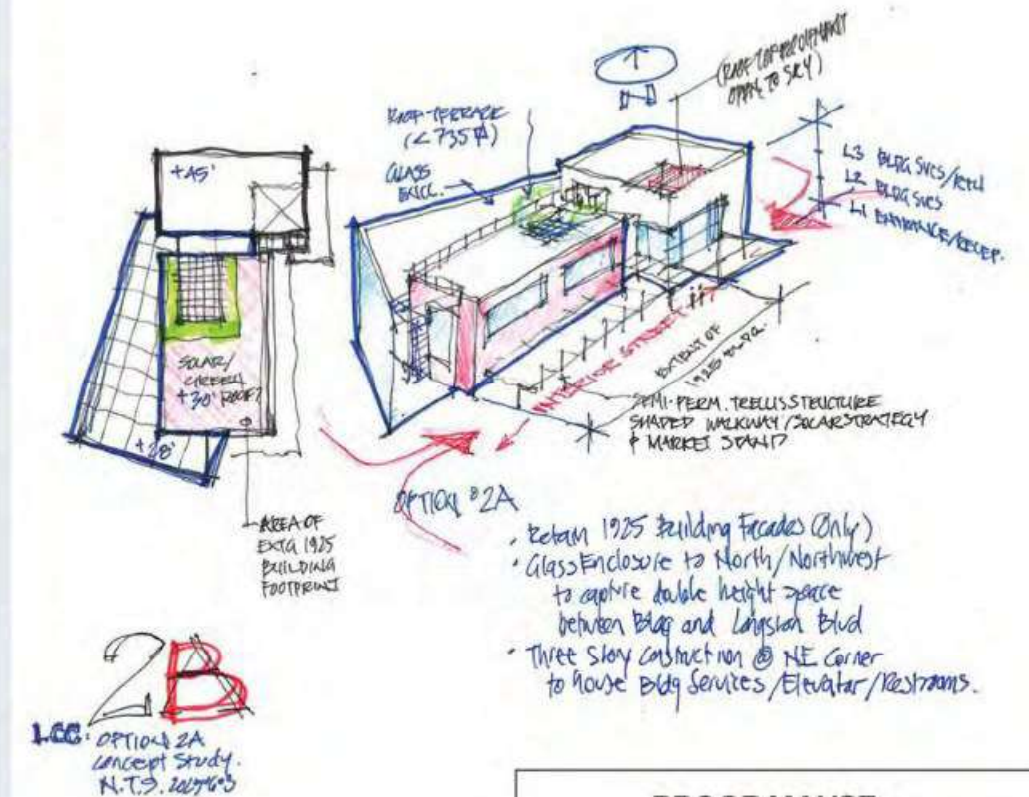 (ROOF TOP EQUIPMENT
OPEN TO SKY)
ROOF-TERRACE
(<735 ⌀)
GLASS
ENCL.
+45'
L3 BLDG SVCS/
L2 BLDG SVCS
L1 ENTRANCE/RECEP.
SOLAR/
GREEN
+30' ROOF?
+28'
INTERIOR STREET
EXTENT OF
1925 BLDG.
SEMI-PERM. TRELLIS STRUCTURE
SHADED WALKWAY/SOLAR STRATEGY
& MARKET STAND
AREA OF
EXTG 1925
BUILDING
FOOTPRINT
OPTION 2A
• Retain 1925 Building Facades (Only)
• Glass Enclosure to North/Northwest
to capture double height space
between Bldg and Langston Blvd
• Three Story Construction @ NE Corner
to house Bldg Services/Elevator/Restrooms.
2B
LCC: OPTION 2A
Concept Study.
N.T.S.